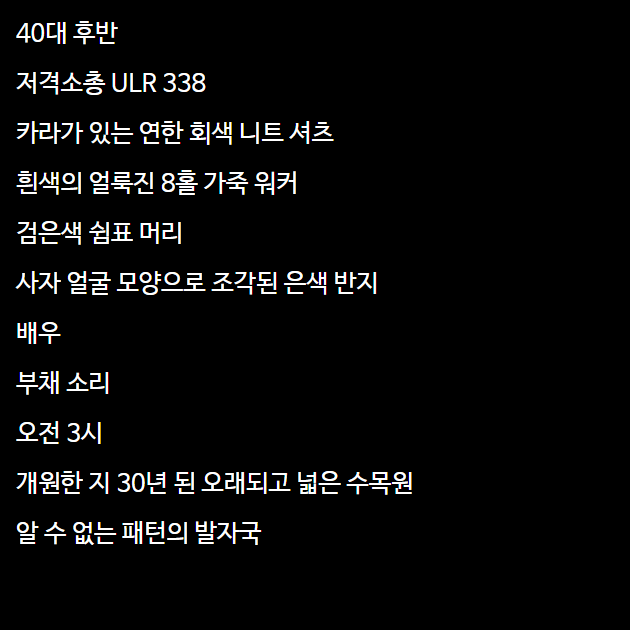 40대 후반
저격소총 ULR 338
카라가 있는 연한 회색 니트 셔츠
흰색의 얼룩진 8홀 가죽 워커
검은색 쉼표 머리
사자 얼굴 모양으로 조각된 은색 반지
배우
부채 소리
오전 3시
개원한 지 30년 된 오래되고 넓은 수목원
알 수 없는 패턴의 발자국